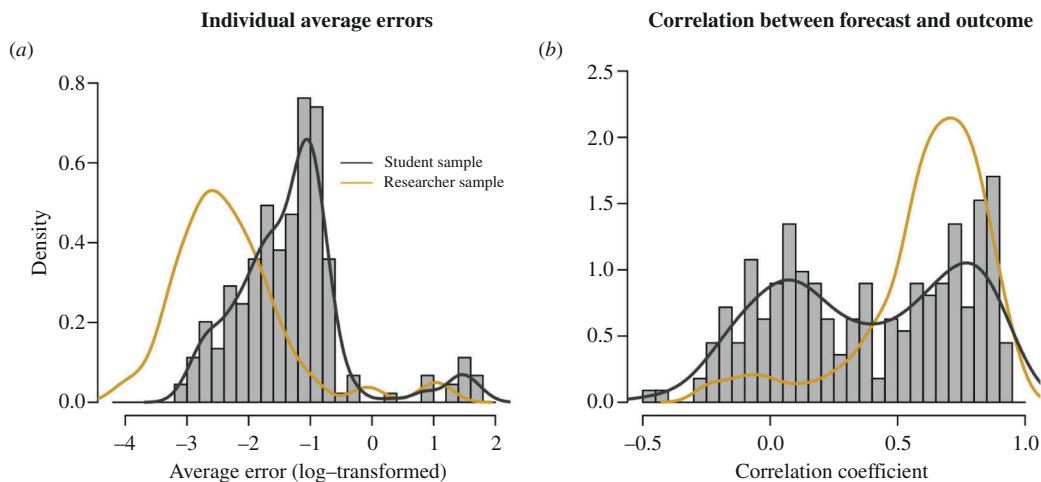 Individual average errors
(a)
0.8
0.6
0.4
0.2
0.0
Density
Student sample
Researcher sample
–4 –3 –2 –1 0 1 2
Average error (log–transformed)
Correlation between forecast and outcome
(b)
2.5
2.0
1.5
1.0
0.5
0.0
–0.5 0.0 0.5 1.0
Correlation coefficient